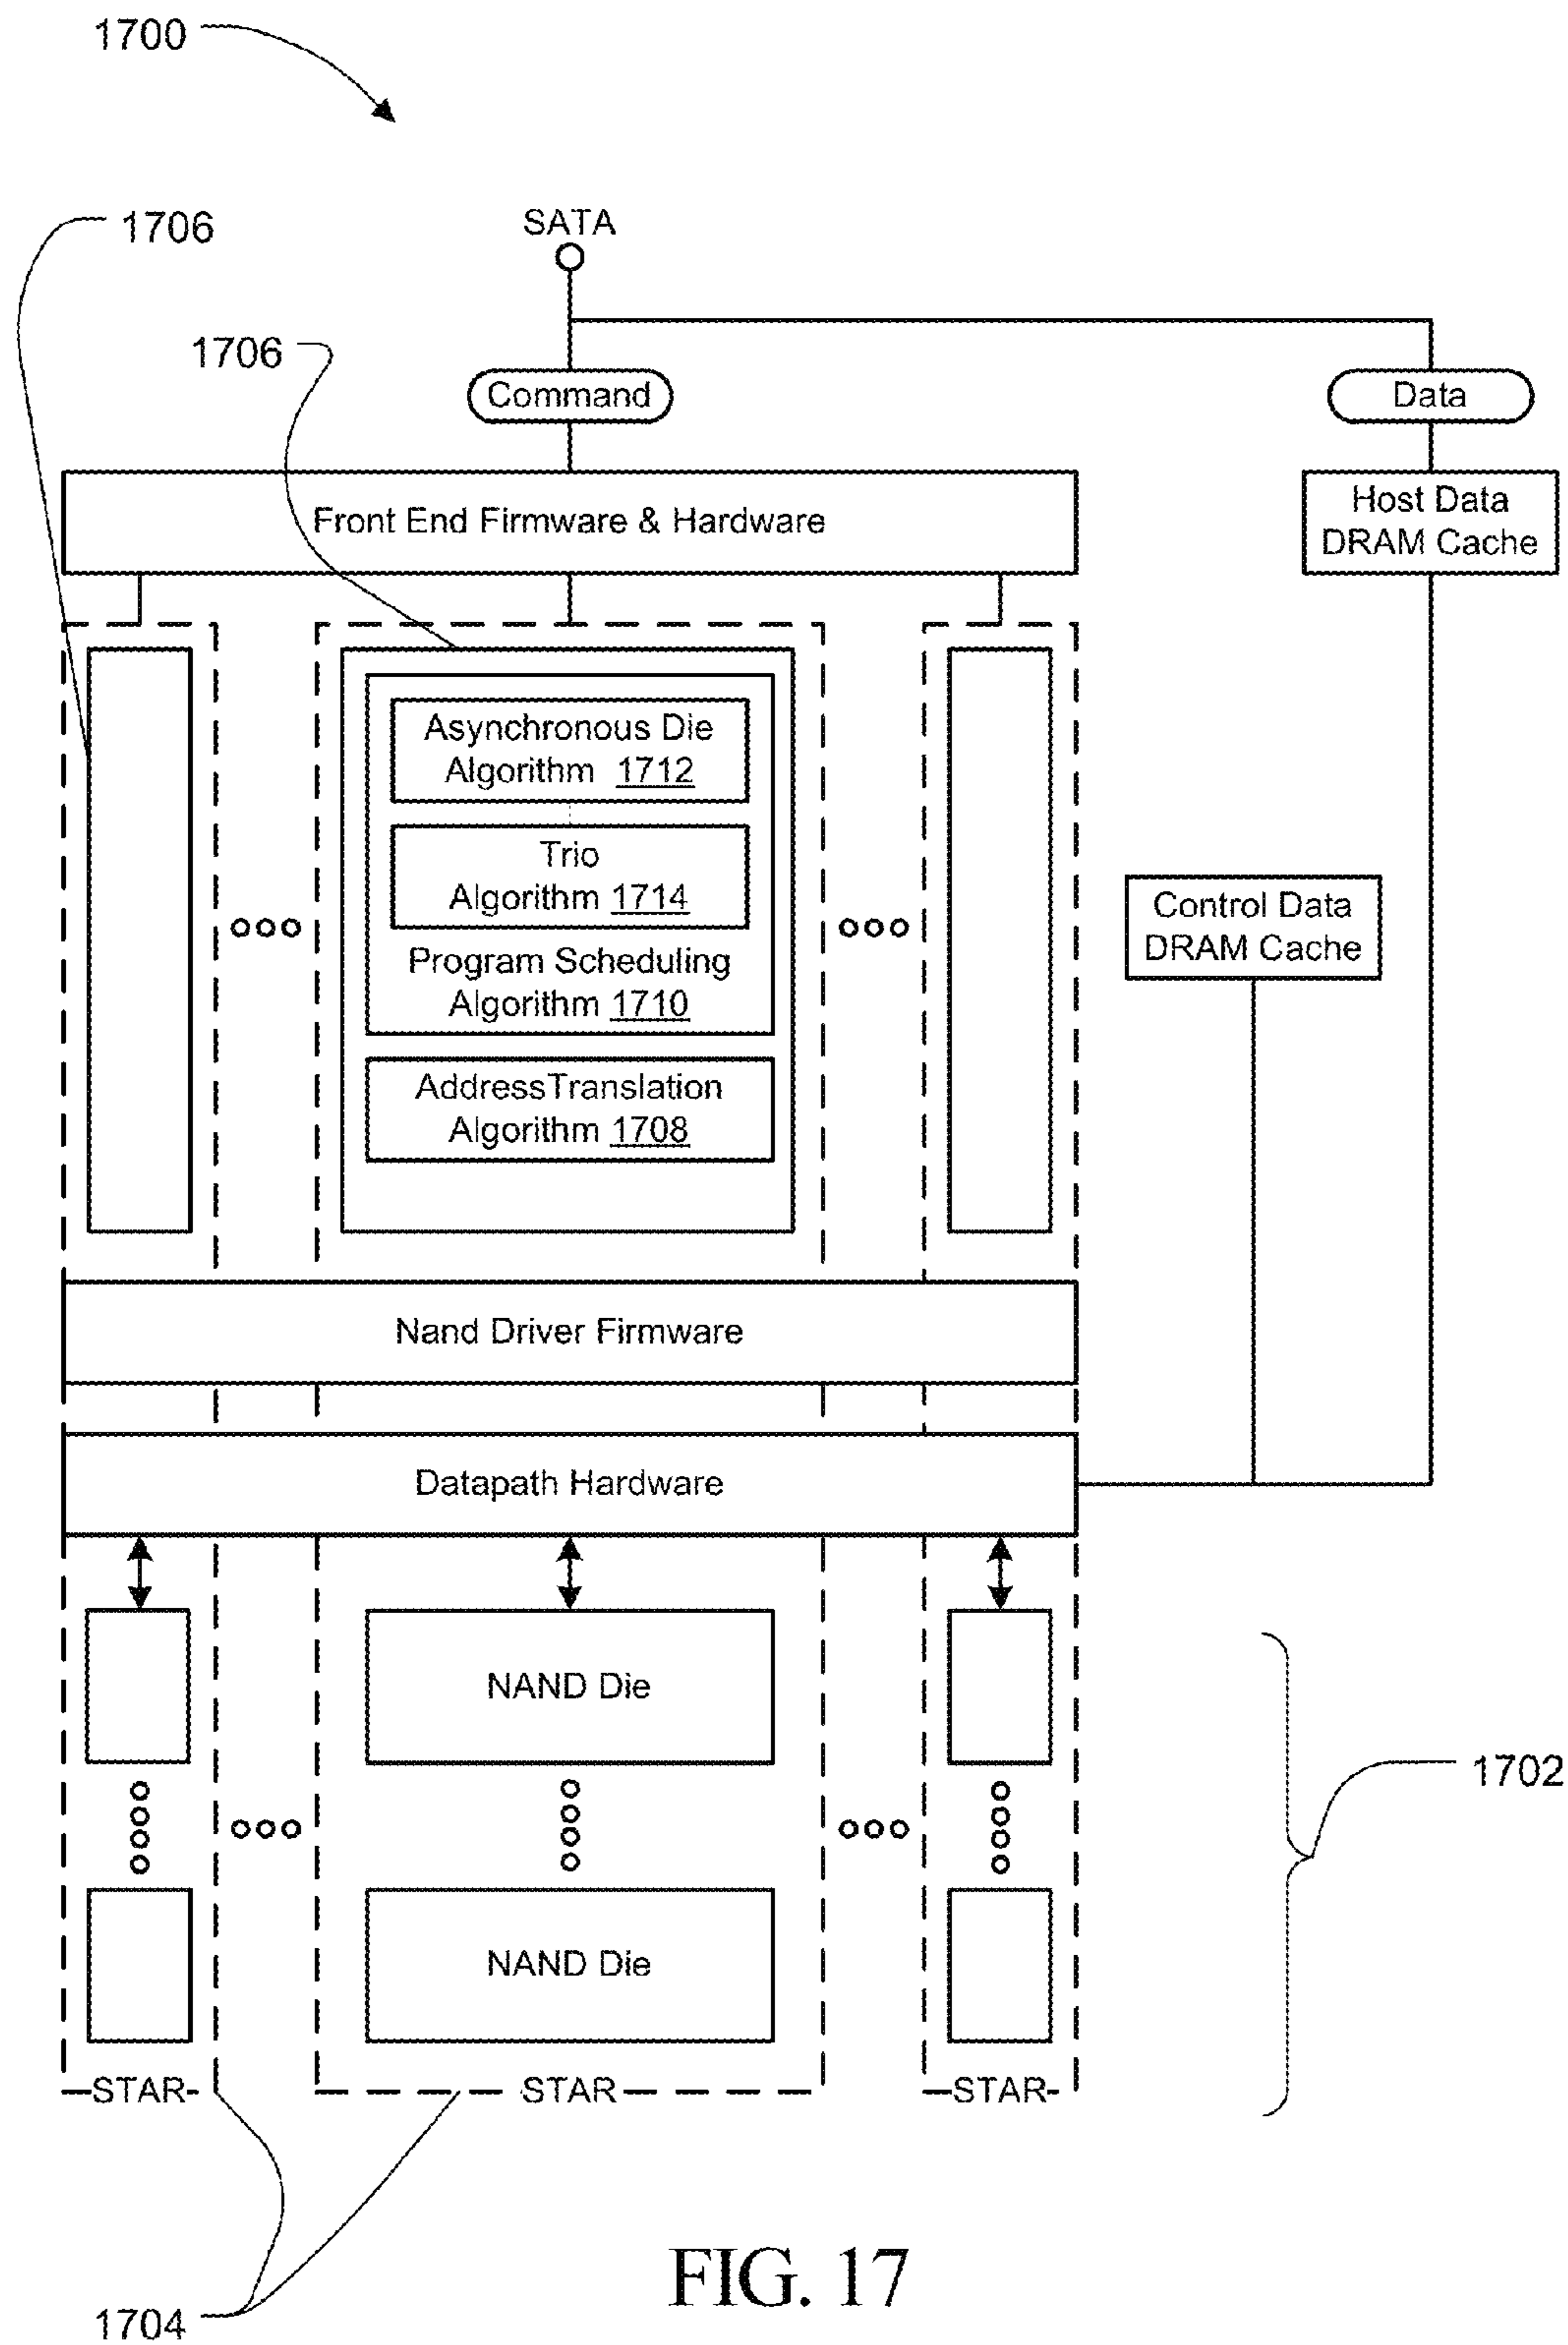 1700
1706
SATA
1706
Command
Data
Front End Firmware & Hardware
Host Data
DRAM Cache
Asynchronous Die
Algorithm 1712
Trio
Algorithm 1714
Program Scheduling
Algorithm 1710
AddressTranslation
Algorithm 1708
Control Data
DRAM Cache
Nand Driver Firmware
Datapath Hardware
NAND Die
1702
NAND Die
STAR
STAR
STAR
1704
FIG. 17